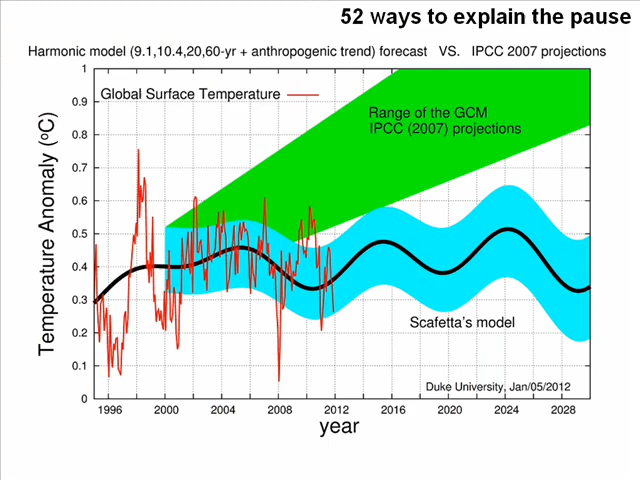 52 ways to explain the pause
Harmonic model (9.1,10.4,20,60-yr + anthropogenic trend) forecast VS. IPCC 2007 projections
1
0.9
0.8
0.7
0.6
0.5
0.4
0.3
0.2
0.1
0
Temperature Anomaly (ºC)
Global Surface Temperature
Range of the GCM
IPCC (2007) projections
Scafetta's model
Duke University, Jan/05/2012
1996 2000 2004 2008 2012 2016 2020 2024 2028
year